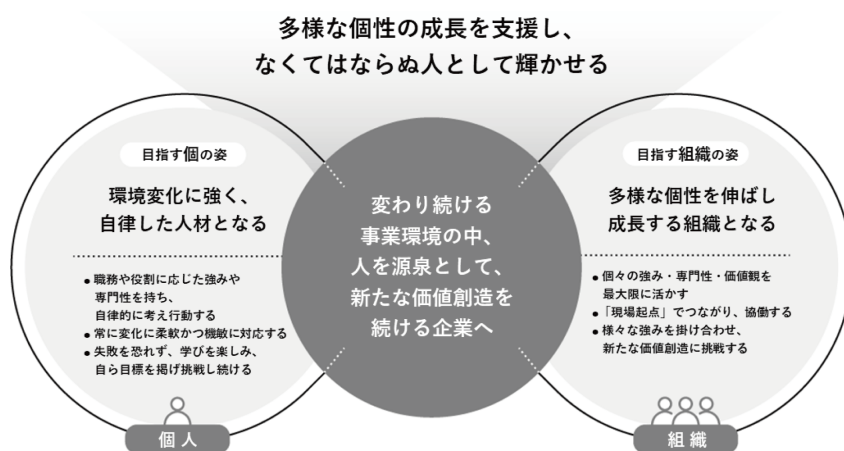 多様な個性の成長を支援し、
なくてはならぬ人として輝かせる
目指す個の姿
環境変化に強く、
自律した人材となる
● 職務や役割に応じた強みや
専門性を持ち、
自律的に考え行動する
● 常に変化に柔軟かつ機敏に対応する
● 失敗を恐れず、学びを楽しみ、
自ら目標を掲げ挑戦し続ける
個人
変わり続ける
事業環境の中、
人を源泉として、
新たな価値創造を
続ける企業へ
目指す組織の姿
多様な個性を伸ばし
成長する組織となる
● 個々の強み・専門性・価値観を
最大限に活かす
● 「現場起点」でつながり、協働する
● 様々な強みを掛け合わせ、
新たな価値創造に挑戦する
組織